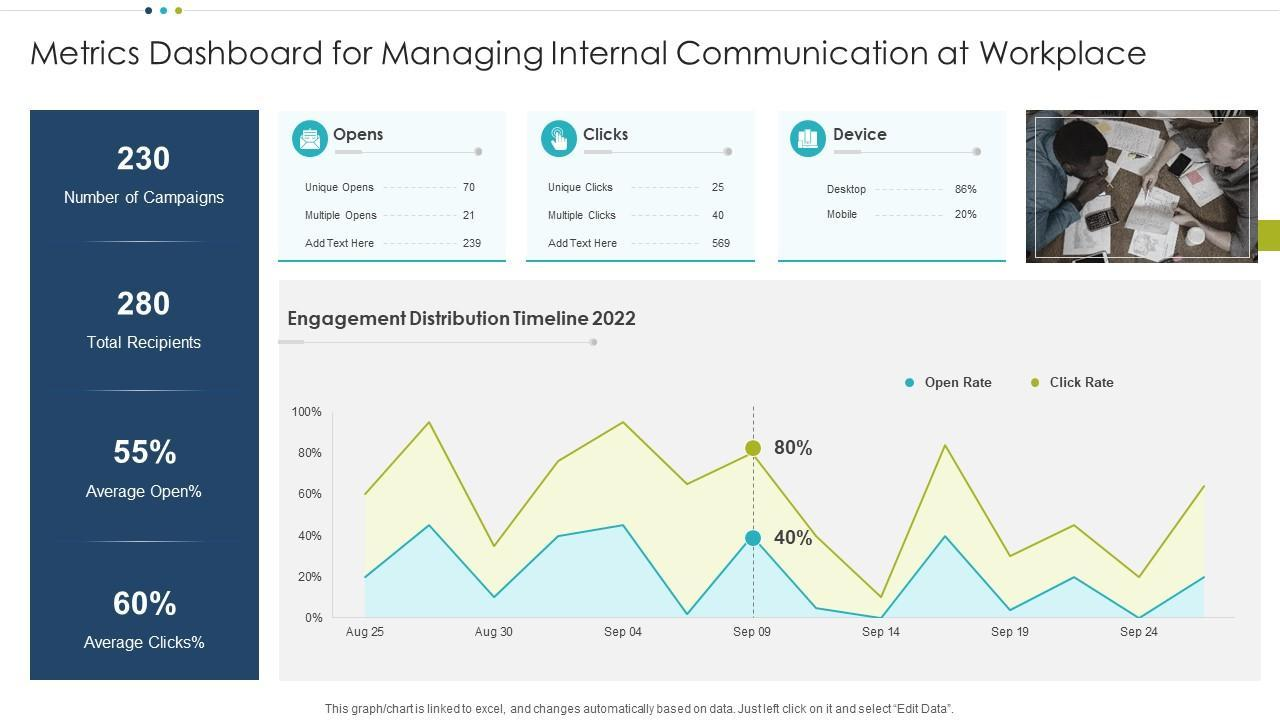 Metrics Dashboard for Managing Internal Communication at Workplace
230
Number of Campaigns
280
Total Recipients
55%
Average Open%
60%
Average Clicks%
Opens
Unique Opens 70
Multiple Opens 21
Add Text Here 239
Clicks
Unique Clicks 25
Multiple Clicks 40
Add Text Here 569
Device
Desktop 86%
Mobile 20%
Engagement Distribution Timeline 2022
Open Rate Click Rate
100%
80%
60%
40%
20%
0%
80%
40%
Aug 25 Aug 30 Sep 04 Sep 09 Sep 14 Sep 19 Sep 24
This graph/chart is linked to excel, and changes automatically based on data. Just left click on it and select “Edit Data”.